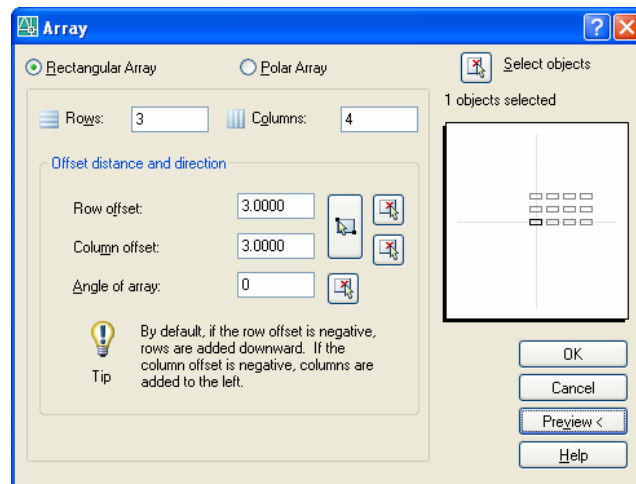 Array
Rectangular Array
Polar Array
Select objects
1 objects selected
Rows: 3
Columns: 4
Offset distance and direction
Row offset: 3.0000
Column offset: 3.0000
Angle of array: 0
By default, if the row offset is negative,
rows are added downward. If the
column offset is negative, columns are
added to the left.
Tip
OK
Cancel
Preview <
Help